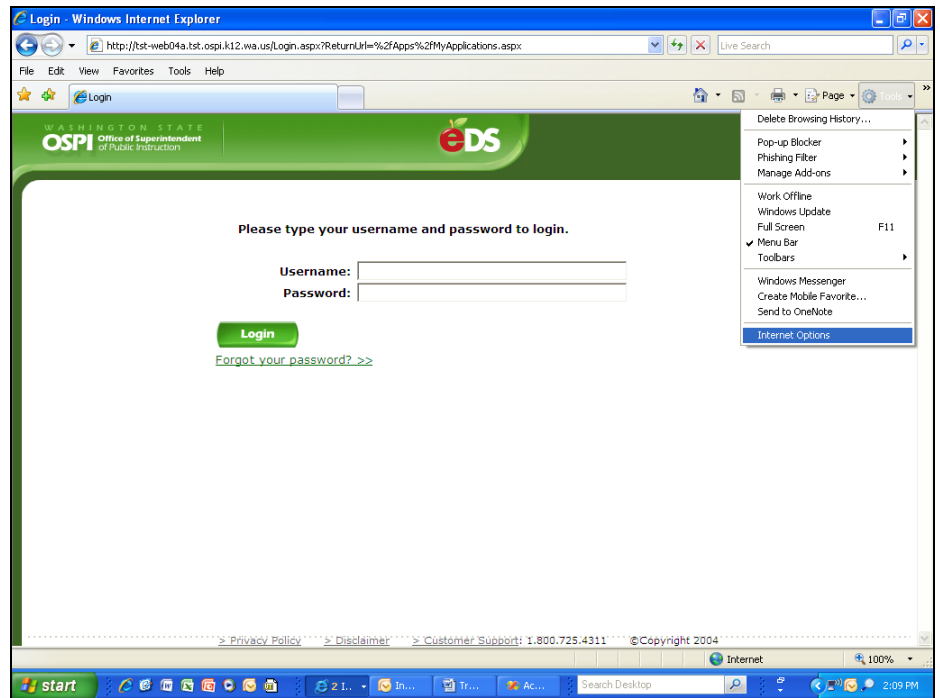 Login - Windows Internet Explorer
http://tst-web04a.tst.ospi.k12.wa.us/Login.aspx?ReturnUrl=%2fApps%2fMyApplications.aspx
Live Search
File Edit View Favorites Tools Help
Login
Page
Tools
»
WASHINGTON STATE
OSPI Office of Superintendent
of Public Instruction
eDS
Delete Browsing History...
Pop-up Blocker
Phishing Filter
Manage Add-ons
Work Offline
Windows Update
Full Screen F11
Menu Bar
Toolbars
Windows Messenger
Create Mobile Favorite...
Send to OneNote
Internet Options
Please type your username and password to login.
Username:
Password:
Login
Forgot your password? >>
> Privacy Policy > Disclaimer > Customer Support: 1.800.725.4311 ©Copyright 2004
Internet 100%
start 2 I... In... Tr... Ac... Search Desktop 2:09 PM